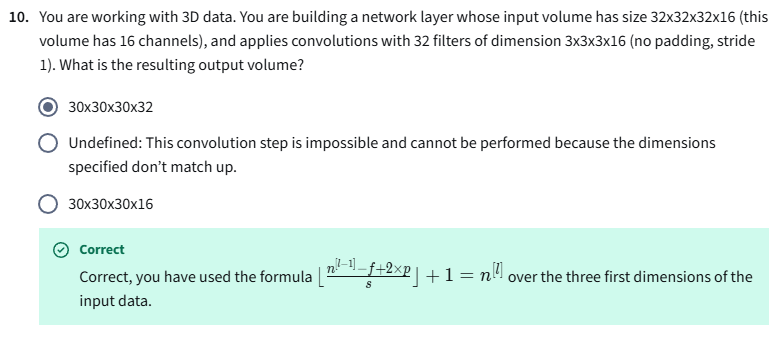 10. You are working with 3D data. You are building a network layer whose input volume has size 32x32x32x16 (this
volume has 16 channels), and applies convolutions with 32 filters of dimension 3x3x3x16 (no padding, stride
1). What is the resulting output volume?
30x30x30x32
Undefined: This convolution step is impossible and cannot be performed because the dimensions
specified don’t match up.
30x30x30x16
Correct
Correct, you have used the formula ⌊ (n^[l−1] − f + 2 × p) / s ⌋ + 1 = n^[l] over the three first dimensions of the
input data.